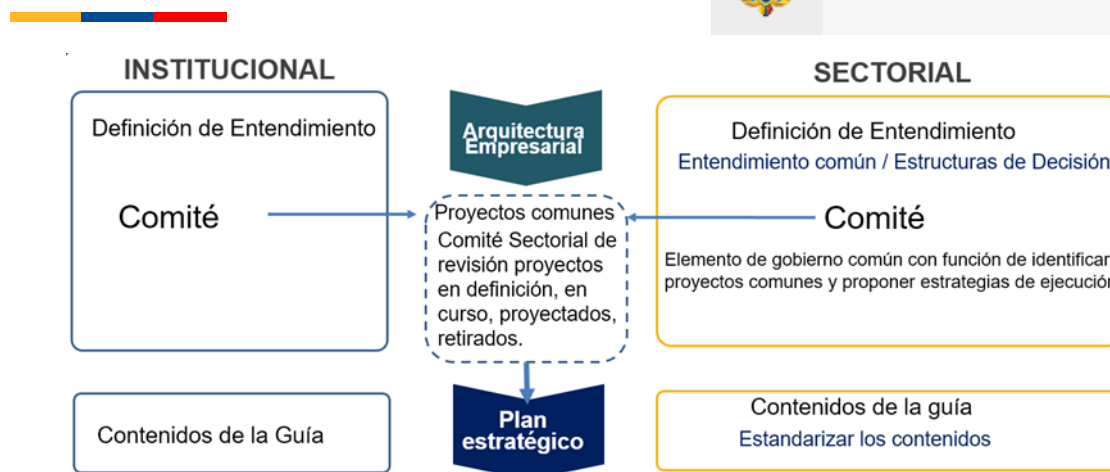 INSTITUCIONAL
Definición de Entendimiento
Comité
Arquitectura
Empresarial
Proyectos comunes
Comité Sectorial de
revisión proyectos
en definición, en
curso, proyectados,
retirados.
SECTORIAL
Definición de Entendimiento
Entendimiento común / Estructuras de Decisión
Comité
Elemento de gobierno común con función de identificar
proyectos comunes y proponer estrategias de ejecución
Contenidos de la Guía
Plan
estratégico
Contenidos de la guía
Estandarizar los contenidos